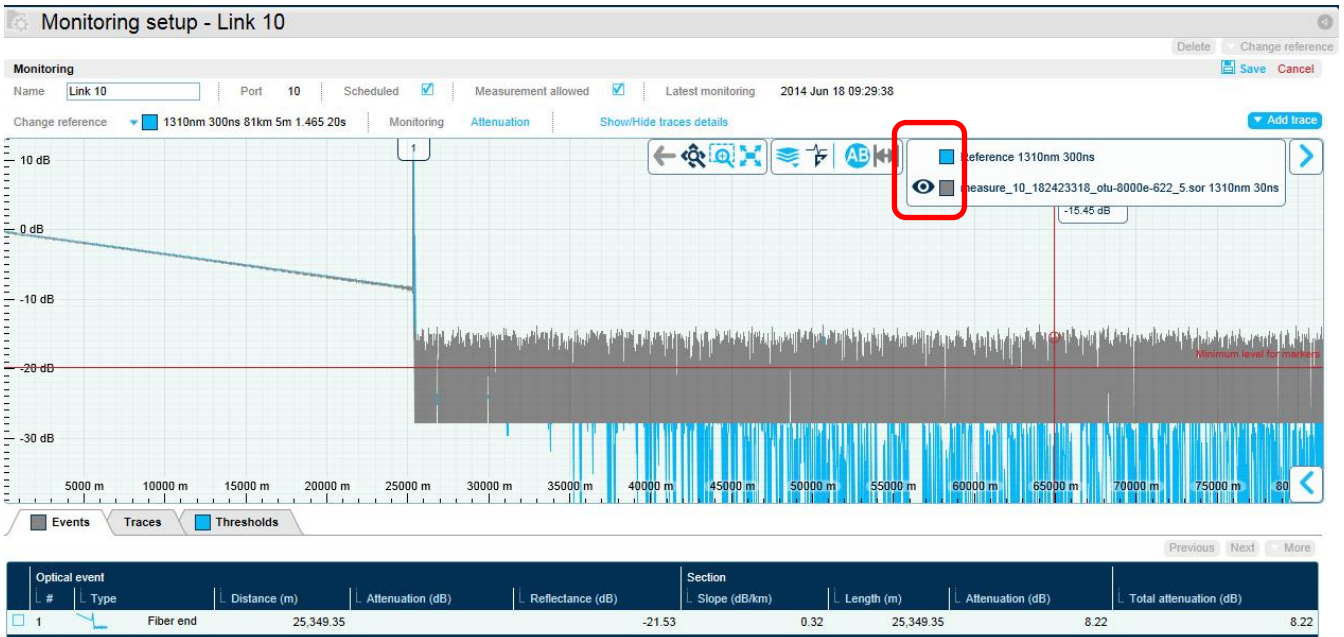 Monitoring setup - Link 10
Delete Change reference
Monitoring Save Cancel
Name Link 10 Port 10 Scheduled Measurement allowed Latest monitoring 2014 Jun 18 09:29:38
Change reference 1310nm 300ns 81km 5m 1.465 20s Monitoring Attenuation Show/Hide traces details Add trace
1
AB
Reference 1310nm 300ns
measure_10_182423318_otu-8000e-622_5.sor 1310nm 30ns
-15.45 dB
10 dB
0 dB
-10 dB
Minimum level for markers
-20 dB
-30 dB
5000 m 10000 m 15000 m 20000 m 25000 m 30000 m 35000 m 40000 m 45000 m 50000 m 55000 m 60000 m 65000 m 70000 m 75000 m 80
Events Traces Thresholds
Previous Next More
Optical event Section
# Type Distance (m) Attenuation (dB) Reflectance (dB) Slope (dB/km) Length (m) Attenuation (dB) Total attenuation (dB)
1 Fiber end 25,349.35 -21.53 0.32 25,349.35 8.22 8.22